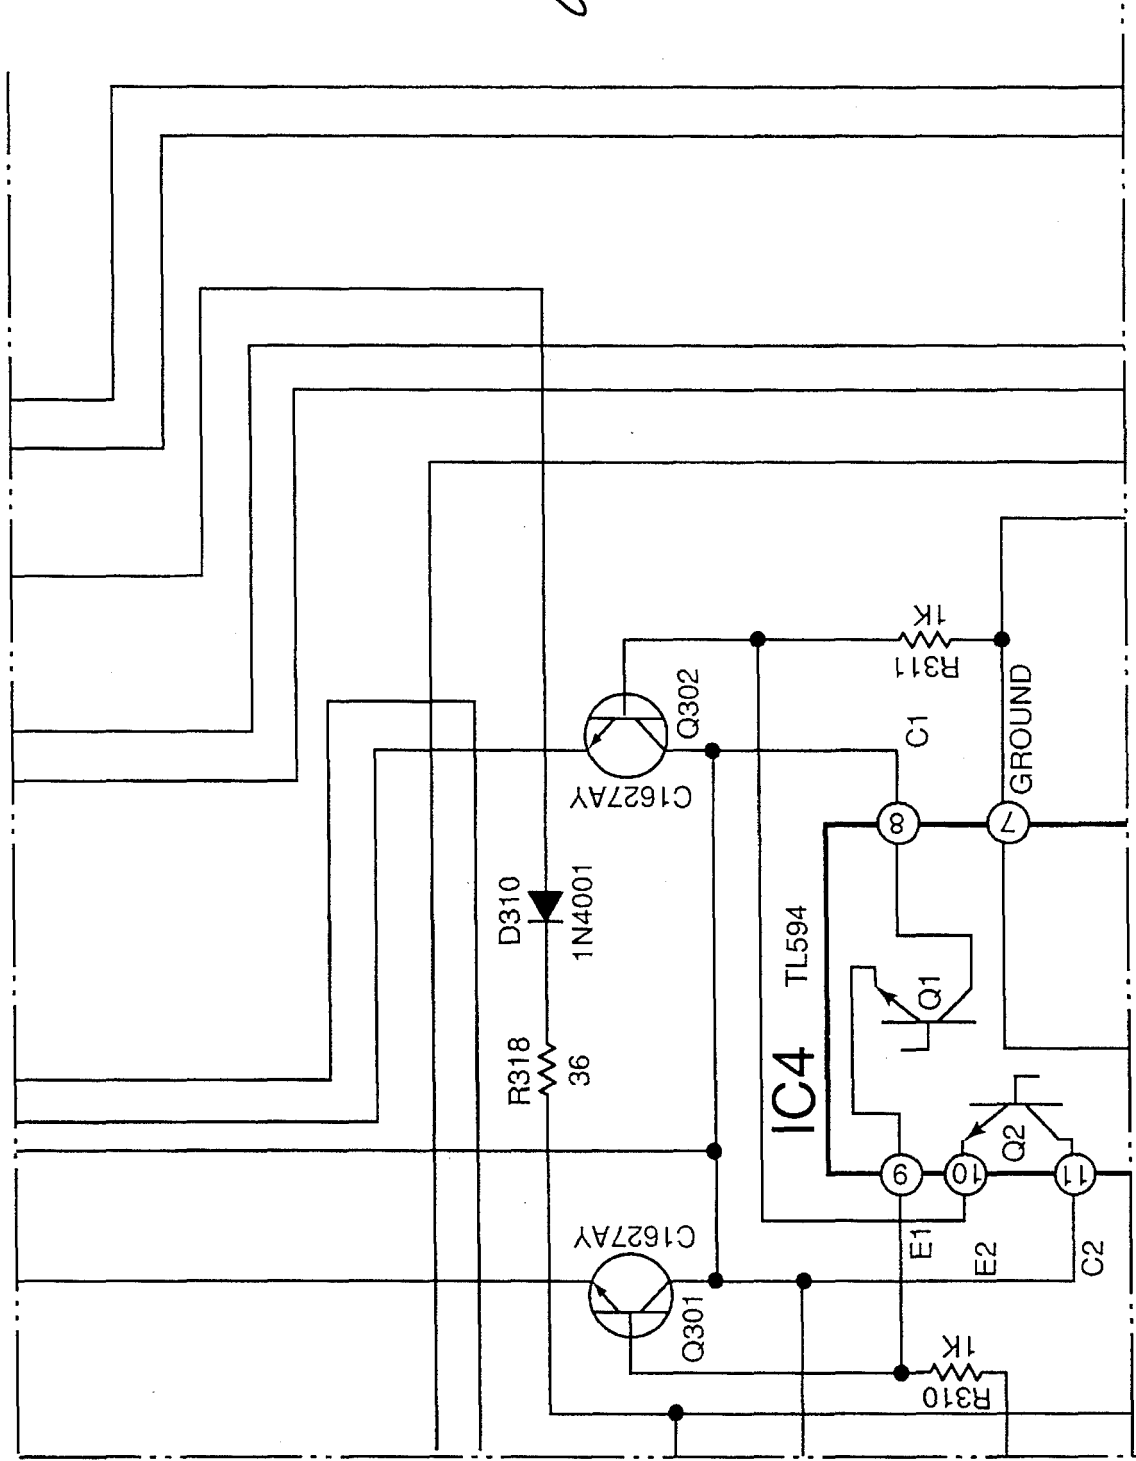 1K
R311
Q302
C1
GROUND
C1627AY
8
7
D310
1N4001
TL594
Q1
R318
36
IC4
Q2
9
10
11
C1627AY
E1
E2
C2
Q301
1K
R310